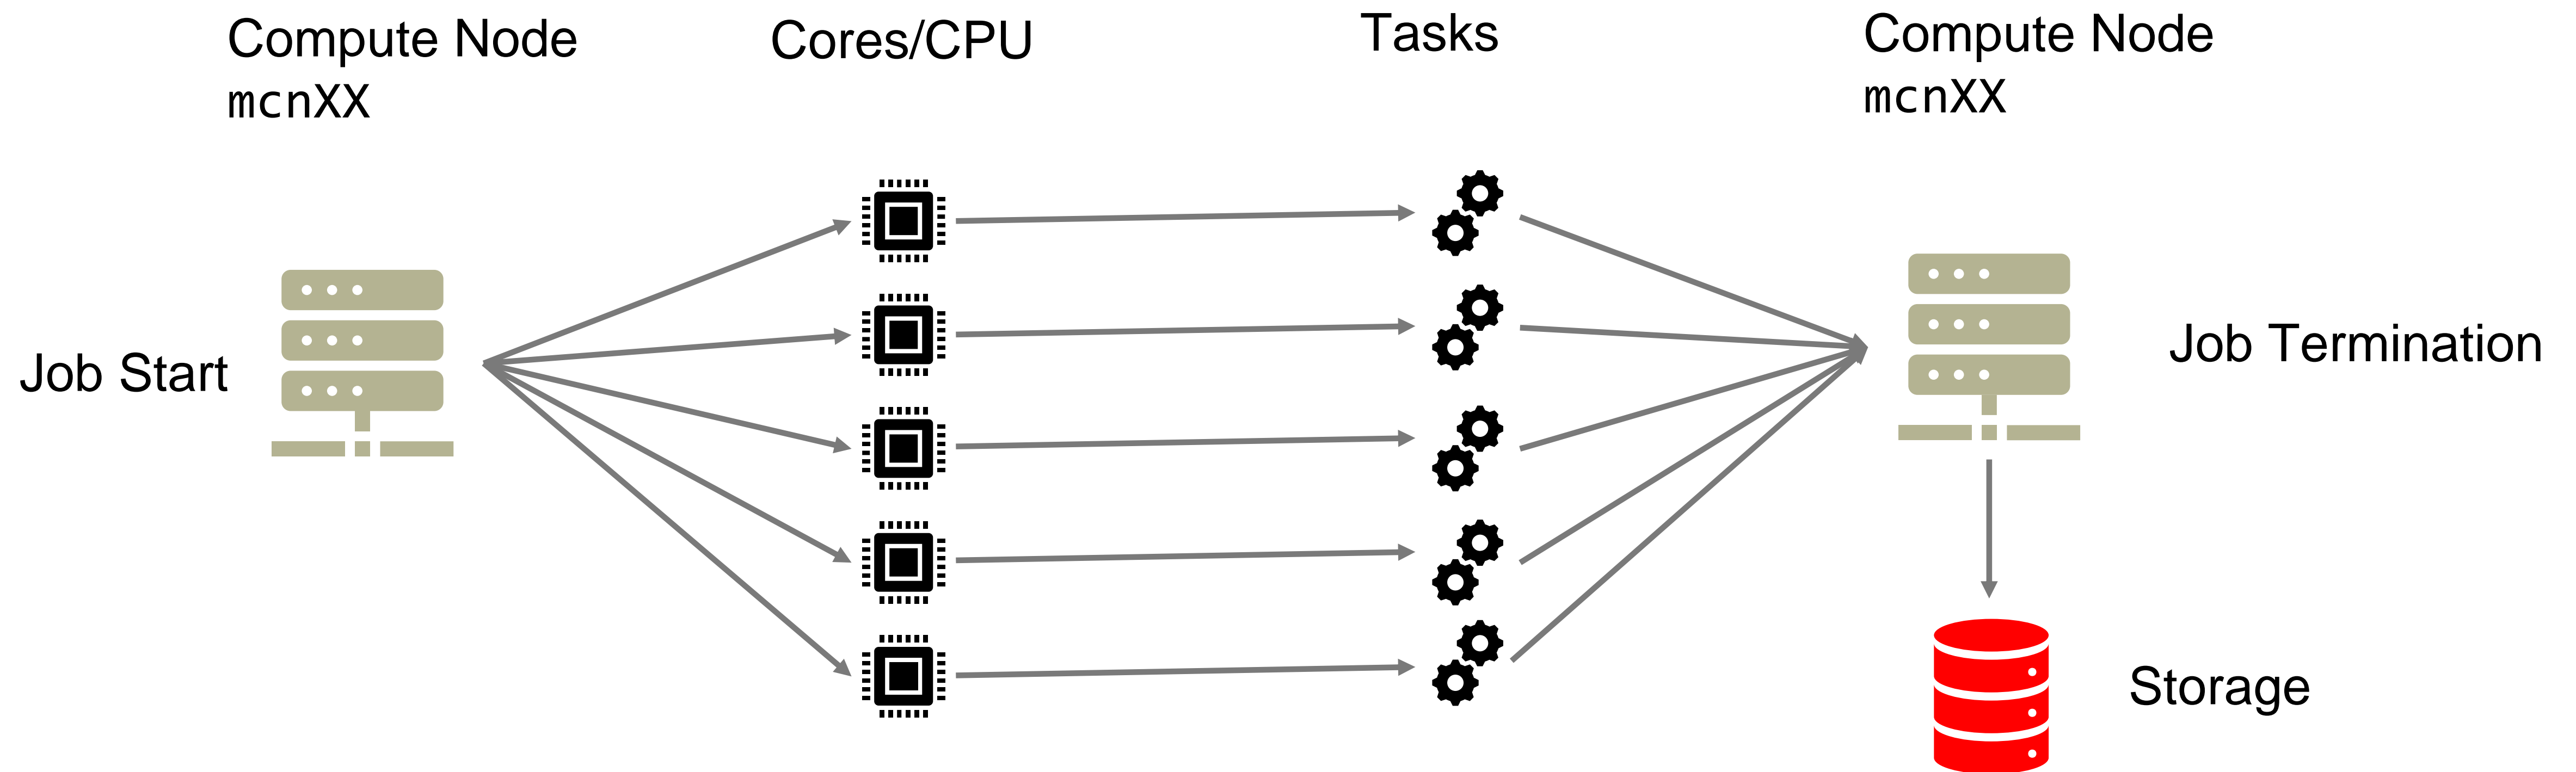 Compute Node
mcnXX
Cores/CPU
Tasks
Compute Node
mcnXX
Job Start
Job Termination
Storage